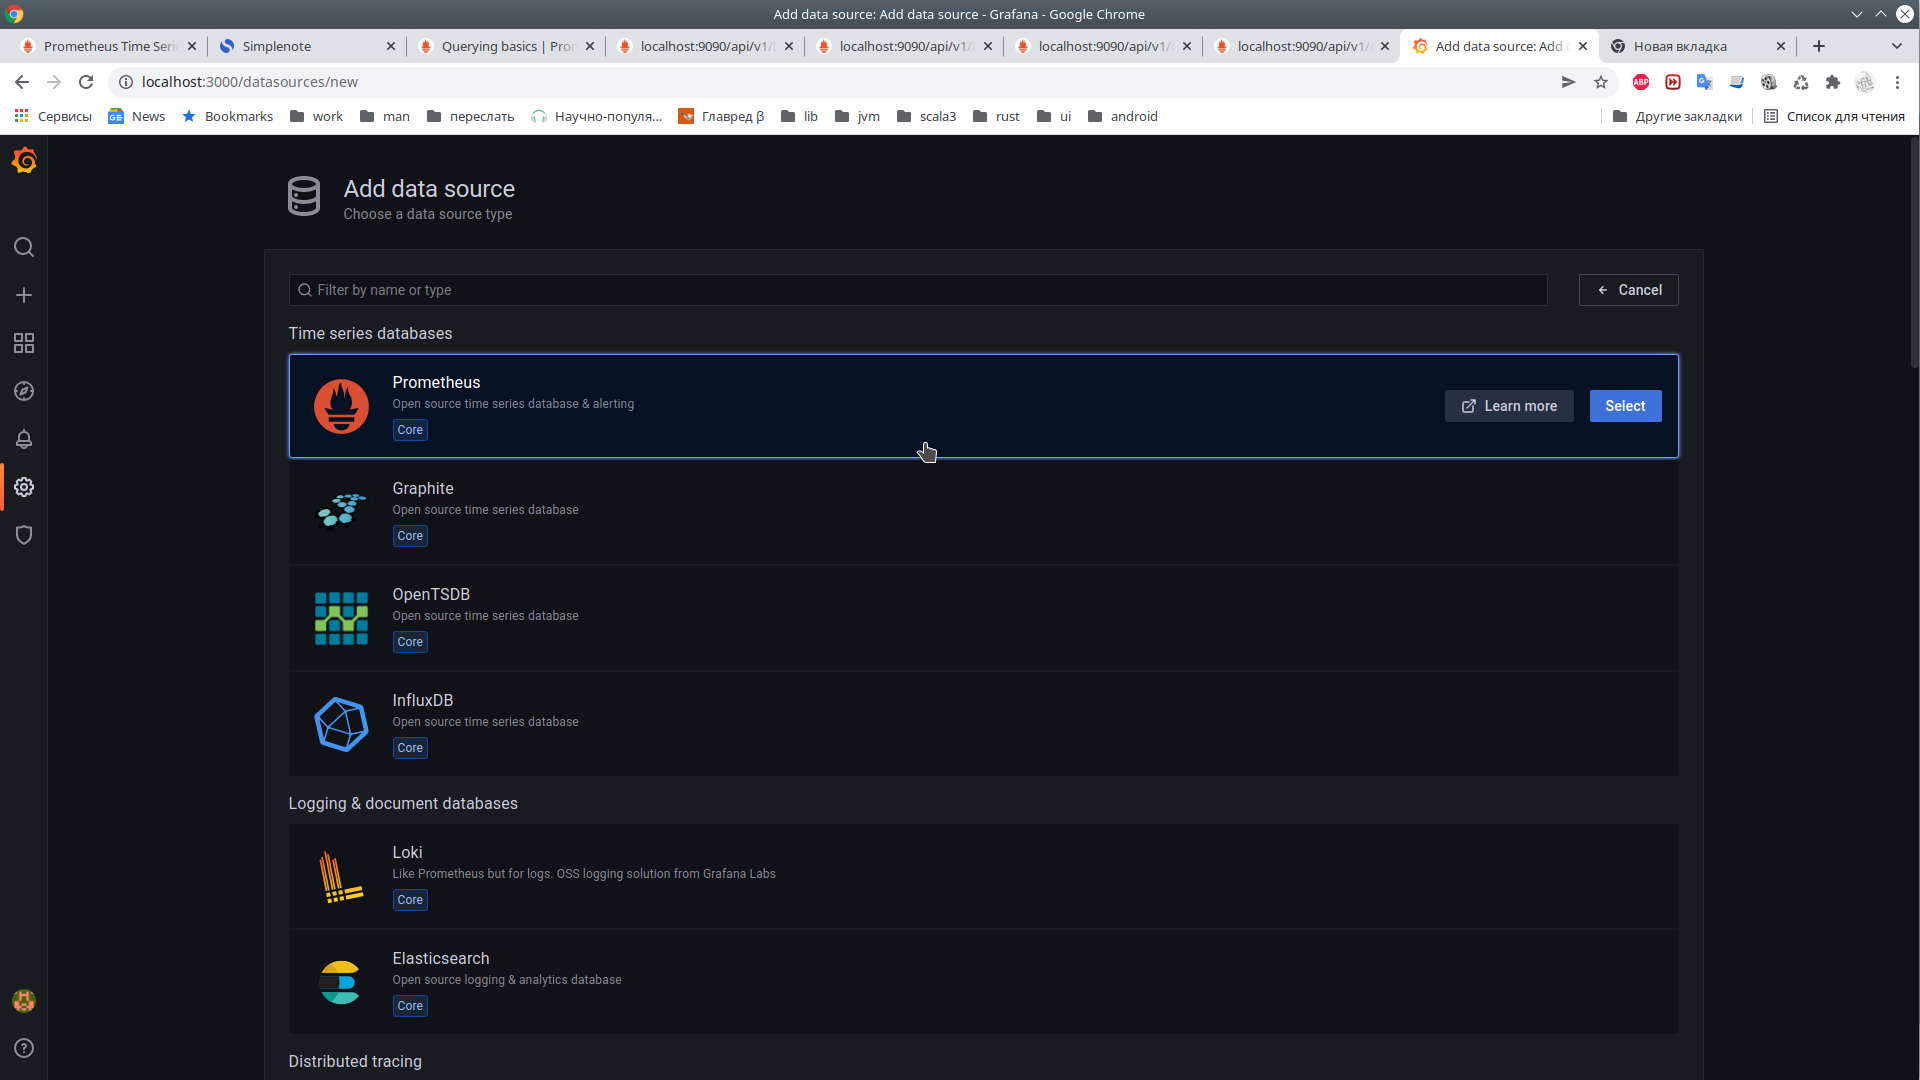 Add data source: Add data source - Grafana - Google Chrome
Prometheus Time Seri
Simplenote
Querying basics | Pro
localhost:9090/api/v1/
localhost:9090/api/v1/
localhost:9090/api/v1/
localhost:9090/api/v1/
Add data source: Add
Новая вкладка
localhost:3000/datasources/new
ABP
Сервисы
News
Bookmarks
work
man
переслать
Научно-популя...
Главред β
lib
jvm
scala3
rust
ui
android
Другие закладки
Список для чтения
Add data source
Choose a data source type
Filter by name or type
Cancel
Time series databases
Prometheus
Open source time series database & alerting
Core
Learn more
Select
Graphite
Open source time series database
Core
OpenTSDB
Open source time series database
Core
InfluxDB
Open source time series database
Core
Logging & document databases
Loki
Like Prometheus but for logs. OSS logging solution from Grafana Labs
Core
Elasticsearch
Open source logging & analytics database
Core
Distributed tracing